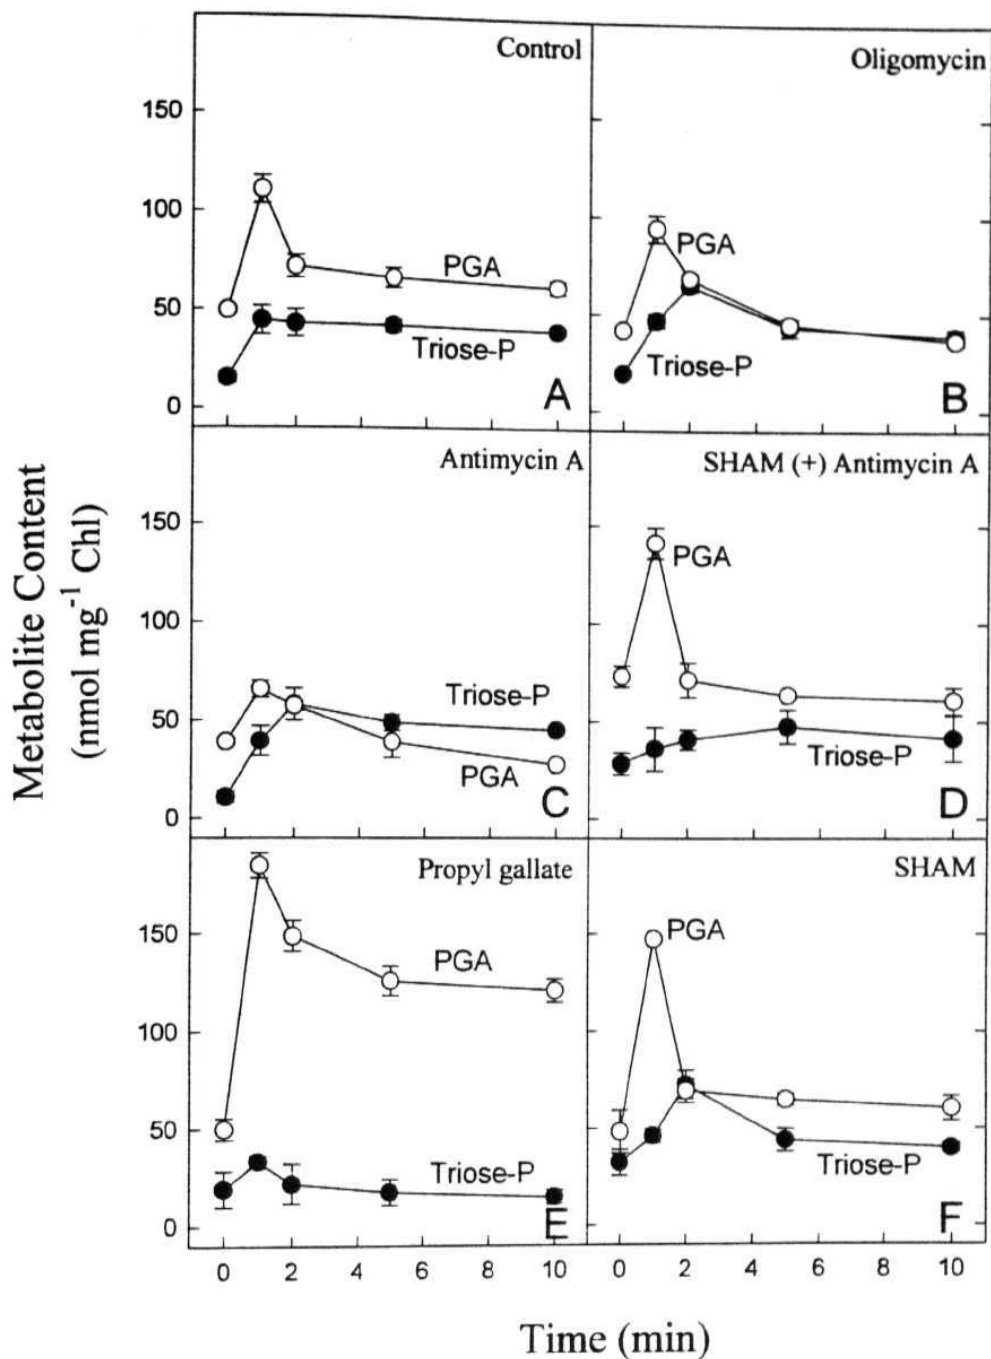 Control
150
100
50
0
PGA
Triose-P
A
Oligomycin
PGA
Triose-P
B
Antimycin A
150
100
50
0
Triose-P
PGA
C
SHAM (+) Antimycin A
PGA
Triose-P
D
Propyl gallate
150
100
50
0
PGA
Triose-P
E
0 2 4 6 8 10
SHAM
PGA
Triose-P
F
0 2 4 6 8 10
Metabolite Content
(nmol mg⁻¹ Chl)
Time (min)